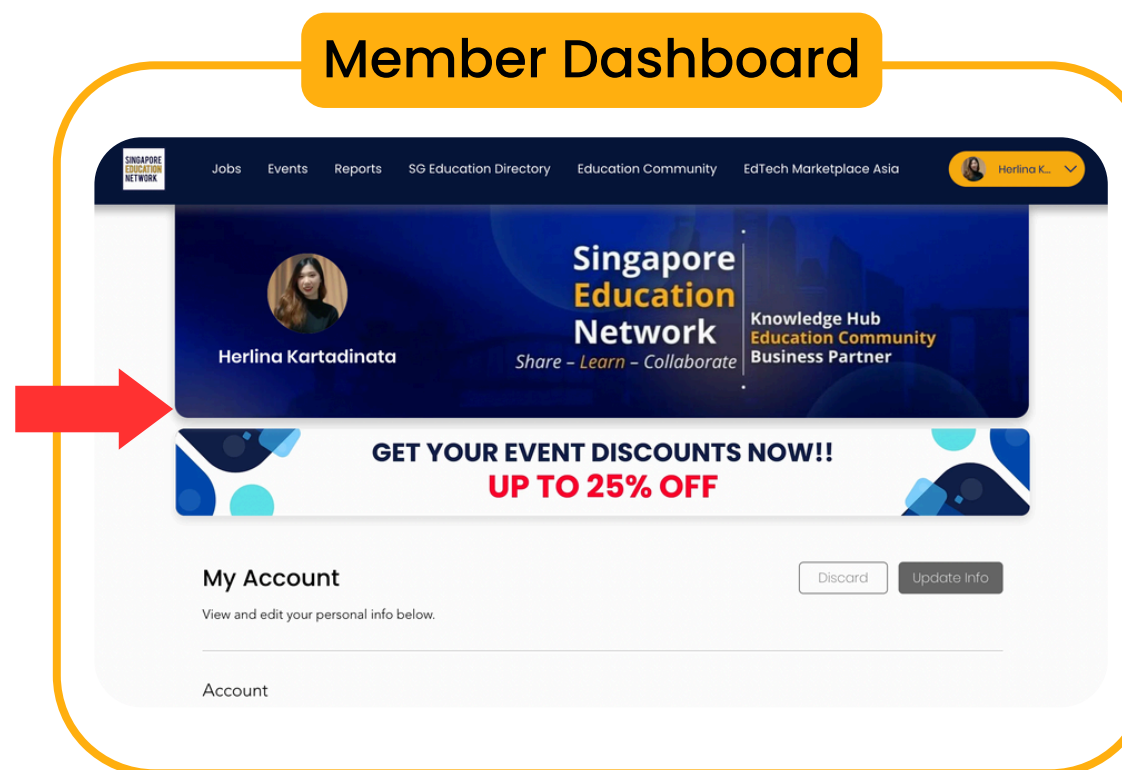 Member Dashboard
SINGAPORE
EDUCATION
NETWORK
Jobs Events Reports SG Education Directory Education Community EdTech Marketplace Asia Herlina K...
Herlina Kartadinata
Singapore
Education
Network
Share – Learn – Collaborate
Knowledge Hub
Education Community
Business Partner
GET YOUR EVENT DISCOUNTS NOW!!
UP TO 25% OFF
My Account
Discard Update Info
View and edit your personal info below.
Account